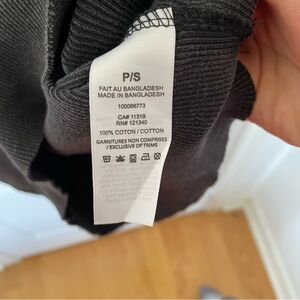 P/S
FAIT AU BANGLADESH
MADE IN BANGLADESH
100086773
CA# 11319
RN# 121340
100% COTON / COTTON
GARNITURES NON COMPRISES
/ EXCLUSIVE OF TRIMS